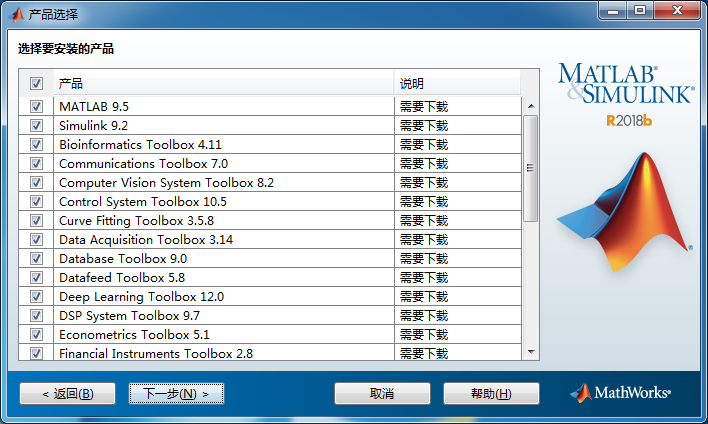 产品选择
选择要安装的产品
产品 说明
MATLAB 9.5 需要下载
Simulink 9.2 需要下载
Bioinformatics Toolbox 4.11 需要下载
Communications Toolbox 7.0 需要下载
Computer Vision System Toolbox 8.2 需要下载
Control System Toolbox 10.5 需要下载
Curve Fitting Toolbox 3.5.8 需要下载
Data Acquisition Toolbox 3.14 需要下载
Database Toolbox 9.0 需要下载
Datafeed Toolbox 5.8 需要下载
Deep Learning Toolbox 12.0 需要下载
DSP System Toolbox 9.7 需要下载
Econometrics Toolbox 5.1 需要下载
Financial Instruments Toolbox 2.8 需要下载
MATLAB®
&SIMULINK®
R2018b
®
< 返回(B)
下一步(N) >
取消
帮助(H)
MathWorks®